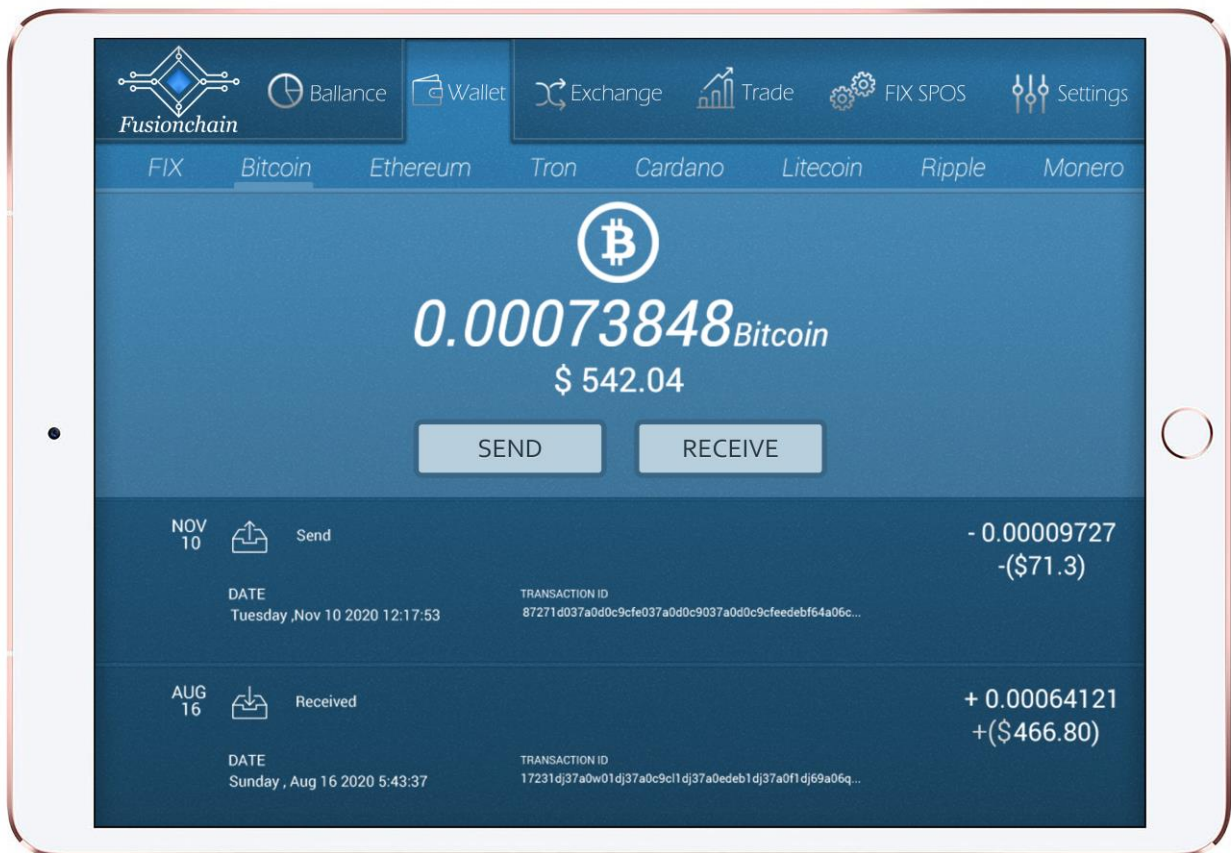 Fusionchain
Ballance
Wallet
Exchange
Trade
FIX SPOS
Settings
FIX Bitcoin Ethereum Tron Cardano Litecoin Ripple Monero
0.00073848 Bitcoin
$ 542.04
SEND RECEIVE
NOV
10
Send
- 0.00009727
-($71.3)
DATE
Tuesday ,Nov 10 2020 12:17:53
TRANSACTION ID
87271d037a0d0c9cfe037a0d0c9037a0d0c9cfeedebf64a06c...
AUG
16
Received
+ 0.00064121
+($466.80)
DATE
Sunday , Aug 16 2020 5:43:37
TRANSACTION ID
17231dj37a0w01dj37a0c9cl1dj37a0edeb1dj37a0f1dj69a06q...